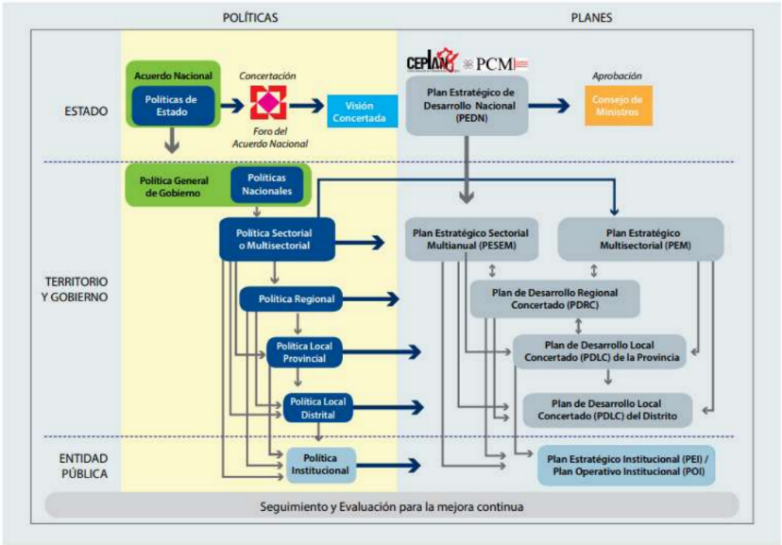 POLÍTICAS
PLANES
ESTADO
Acuerdo Nacional
Políticas de
Estado
Concertación
Foro del
Acuerdo Nacional
Visión
Concertada
CEPLAN
PCM
Plan Estratégico de
Desarrollo Nacional
(PEDN)
Aprobación
Consejo de
Ministros
TERRITORIO
Y GOBIERNO
Política General
de Gobierno
Políticas
Nacionales
Política Sectorial
o Multisectorial
Plan Estratégico Sectorial
Multianual (PESEM)
Plan Estratégico
Multisectorial (PEM)
Política Regional
Plan de Desarrollo Regional
Concertado (PDRC)
Política Local
Provincial
Plan de Desarrollo Local
Concertado (PDLC) de la Provincia
Política Local
Distrital
Plan de Desarrollo Local
Concertado (PDLC) del Distrito
ENTIDAD
PÚBLICA
Política
Institucional
Plan Estratégico Institucional (PEI) /
Plan Operativo Institucional (POI)
Seguimiento y Evaluación para la mejora continua